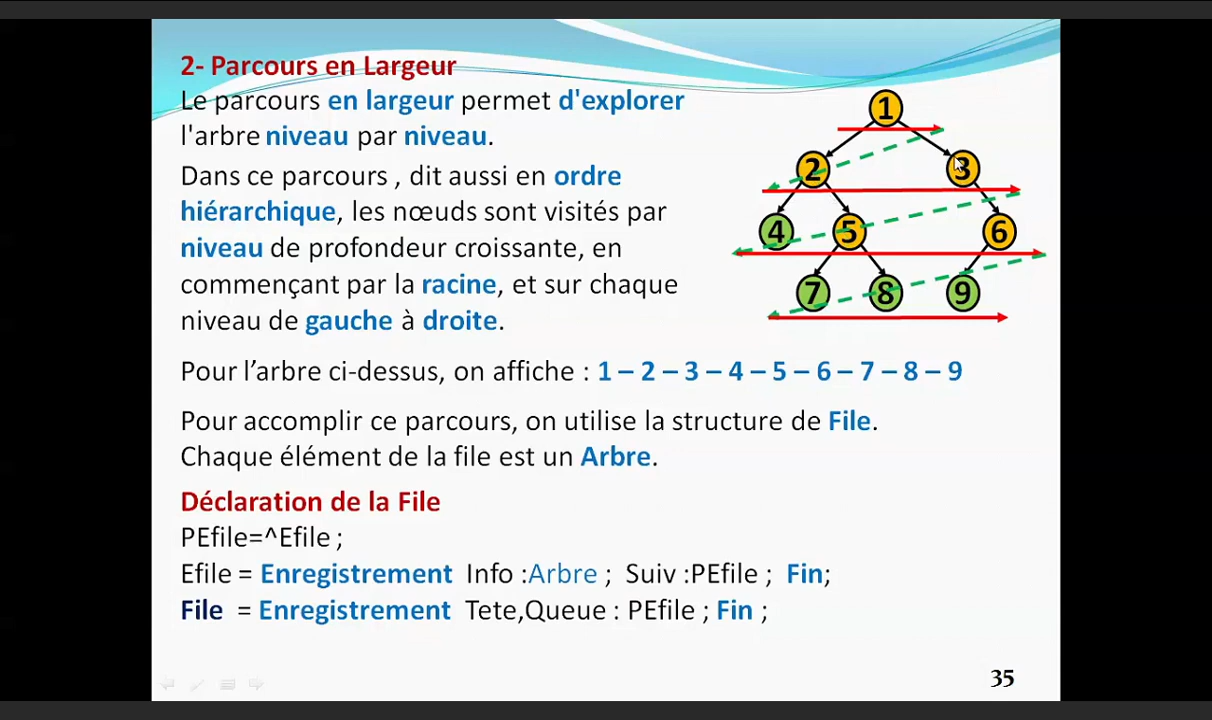 2- Parcours en Largeur
Le parcours en largeur permet d'explorer
l'arbre niveau par niveau.
Dans ce parcours , dit aussi en ordre
hiérarchique, les nœuds sont visités par
niveau de profondeur croissante, en
commençant par la racine, et sur chaque
niveau de gauche à droite.
1
2 3
4 5 6
7 8 9
Pour l’arbre ci-dessus, on affiche : 1 – 2 – 3 – 4 – 5 – 6 – 7 – 8 – 9
Pour accomplir ce parcours, on utilise la structure de File.
Chaque élément de la file est un Arbre.
Déclaration de la File
PEfile=^Efile ;
Efile = Enregistrement Info :Arbre ; Suiv :PEfile ; Fin;
File = Enregistrement Tete,Queue : PEfile ; Fin ;
35